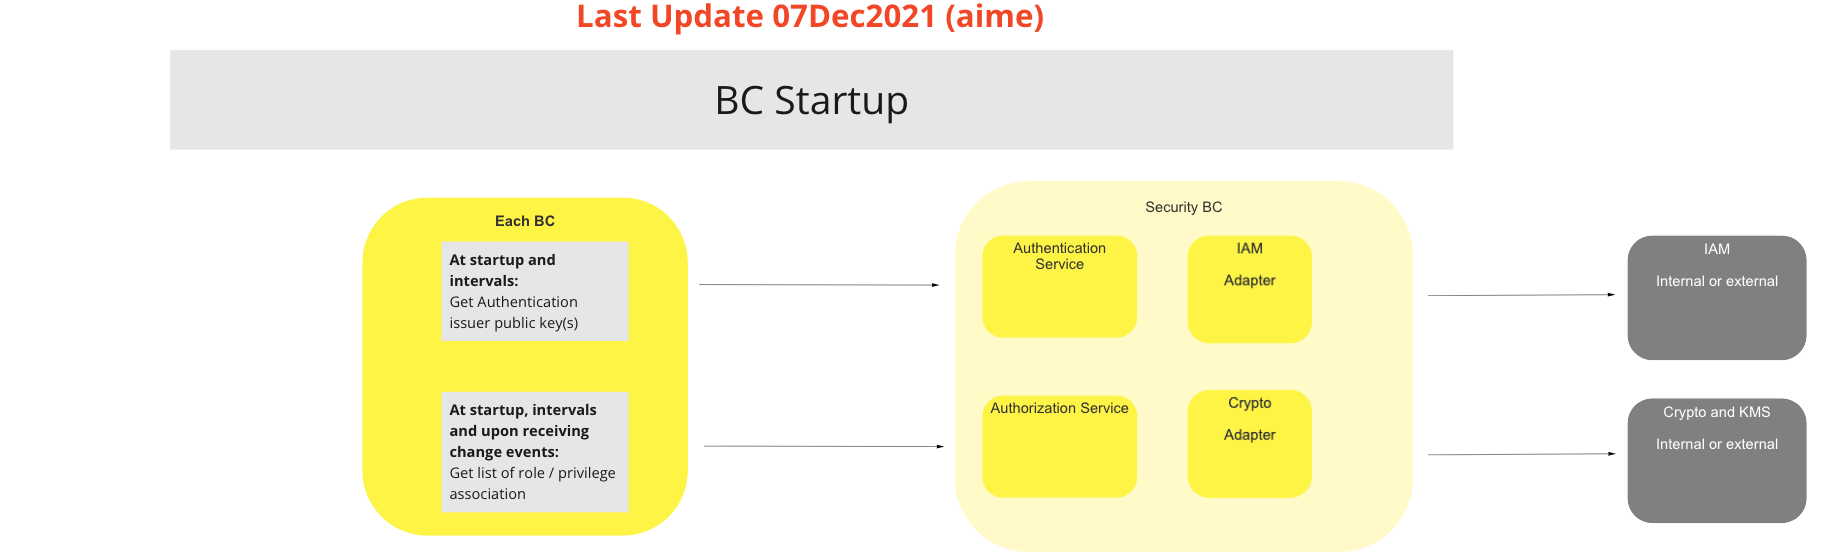 Last Update 07Dec2021 (aime)
BC Startup
Each BC
At startup and
intervals:
Get Authentication
issuer public key(s)
At startup, intervals
and upon receiving
change events:
Get list of role / privilege
association
Security BC
Authentication
Service
IAM
Adapter
Authorization Service
Crypto
Adapter
IAM
Internal or external
Crypto and KMS
Internal or external